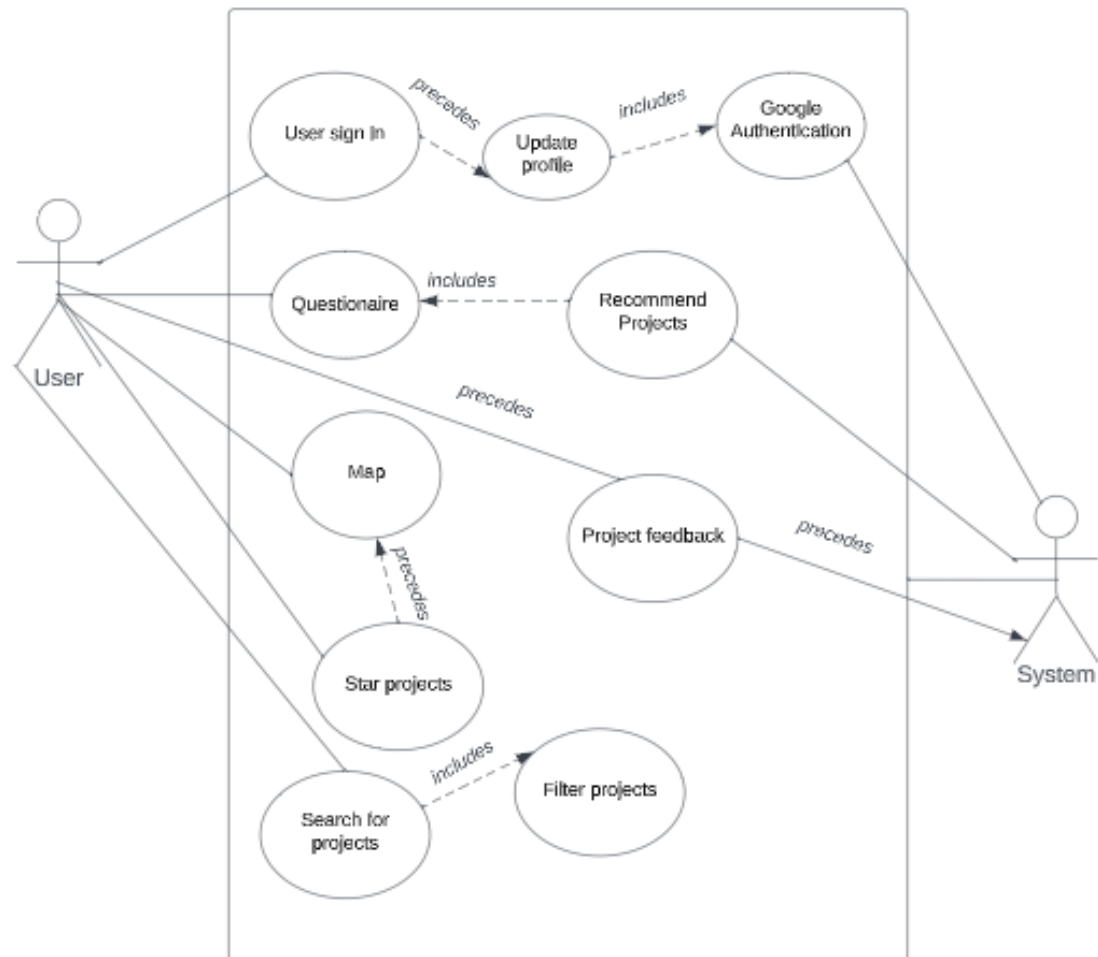 precedes
includes
Google
Authentication
User sign In
Update
profile
includes
Questionaire
Recommend
Projects
User
precedes
Map
precedes
Project feedback
precedes
Star projects
System
includes
Filter projects
Search for
projects